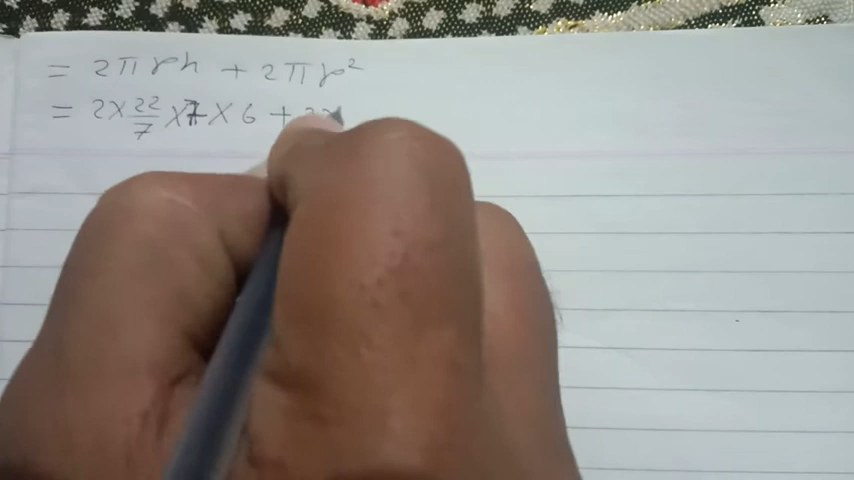 = 2πrh + 2πr²
= 2×22/7×7×6 + 2×